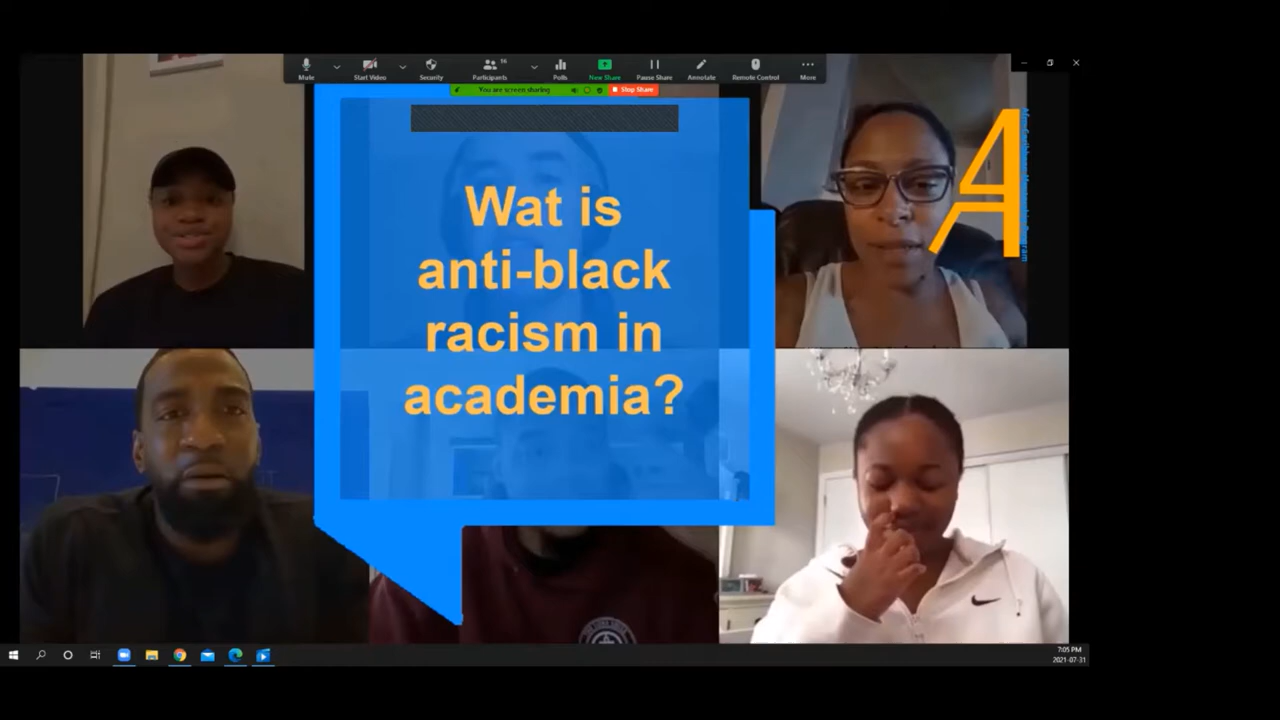 Mute
Start Video
Security
Participants
16
Polls
New Share
Pause Share
Annotate
Remote Control
More
You are screen sharing
Stop Share
Wat is
anti-black
racism in
academia?
A
7:05 PM
2021-07-31